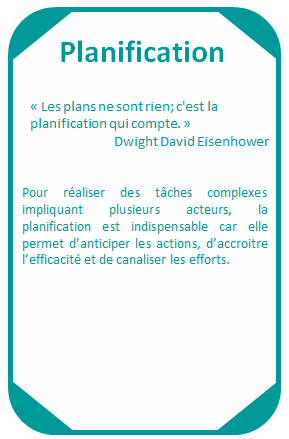 Planification
« Les plans ne sont rien; c'est la
planification qui compte. »
Dwight David Eisenhower
Pour réaliser des tâches complexes
impliquant plusieurs acteurs, la
planification est indispensable car elle
permet d’anticiper les actions, d’accroitre
l’efficacité et de canaliser les efforts.